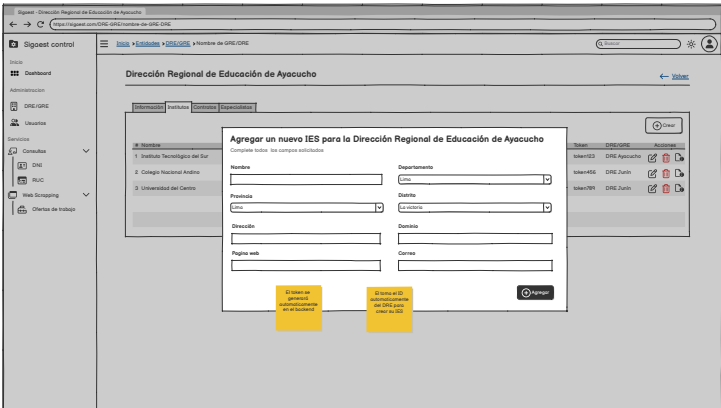 Sigaest - Dirección Regional de Educación de Ayacucho
https://sigaest.com/DRE-GRE/nombre-de-GRE-DRE
Sigaest control
Inicio > Entidades > DRE/GRE > Nombre de GRE/DRE
Buscar
Inicio
Dashboard
Administracion
DRE/GRE
Usuarios
Servicios
Consultas
DNI
RUC
Web Scrapping
Ofertas de trabajo
Dirección Regional de Educación de Ayacucho
Volver
Información Institutos Contratos Especialistas
Crear
# Nombre Token DRE/GRE Acciones
1 Instituto Tecnológico del Sur token123 DRE Ayacucho
2 Colegio Nacional Andino token456 DRE Junin
3 Universidad del Centro token789 DRE Junin
Agregar un nuevo IES para la Dirección Regional de Educación de Ayacucho
Complete todos los campos solicitados
Nombre
Departamento
Lima
Provincia
Lima
Distrito
La victoria
Dirección
Dominio
Pagina web
Correo
El token se
generará
automáticamente
en el backend
El toma el ID
automaticamente
del DRE para
crear su IES
Agregar